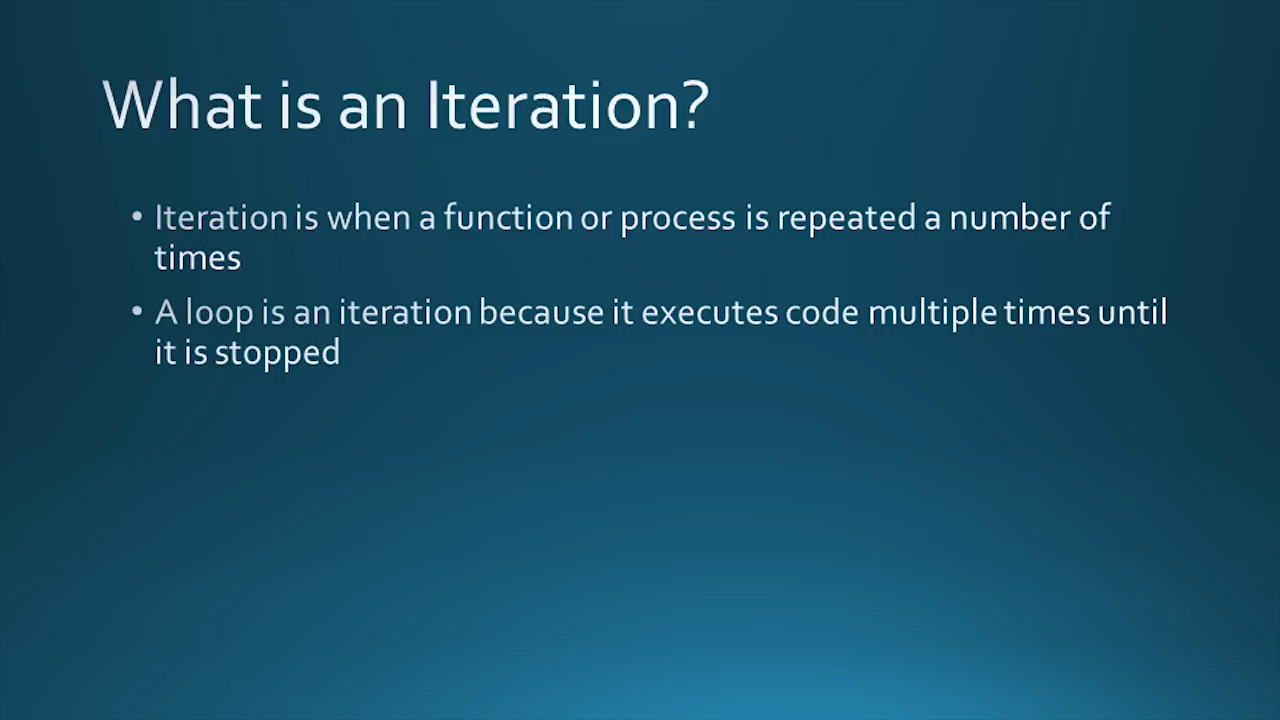 What is an Iteration?
• Iteration is when a function or process is repeated a number of
times
• A loop is an iteration because it executes code multiple times until
it is stopped